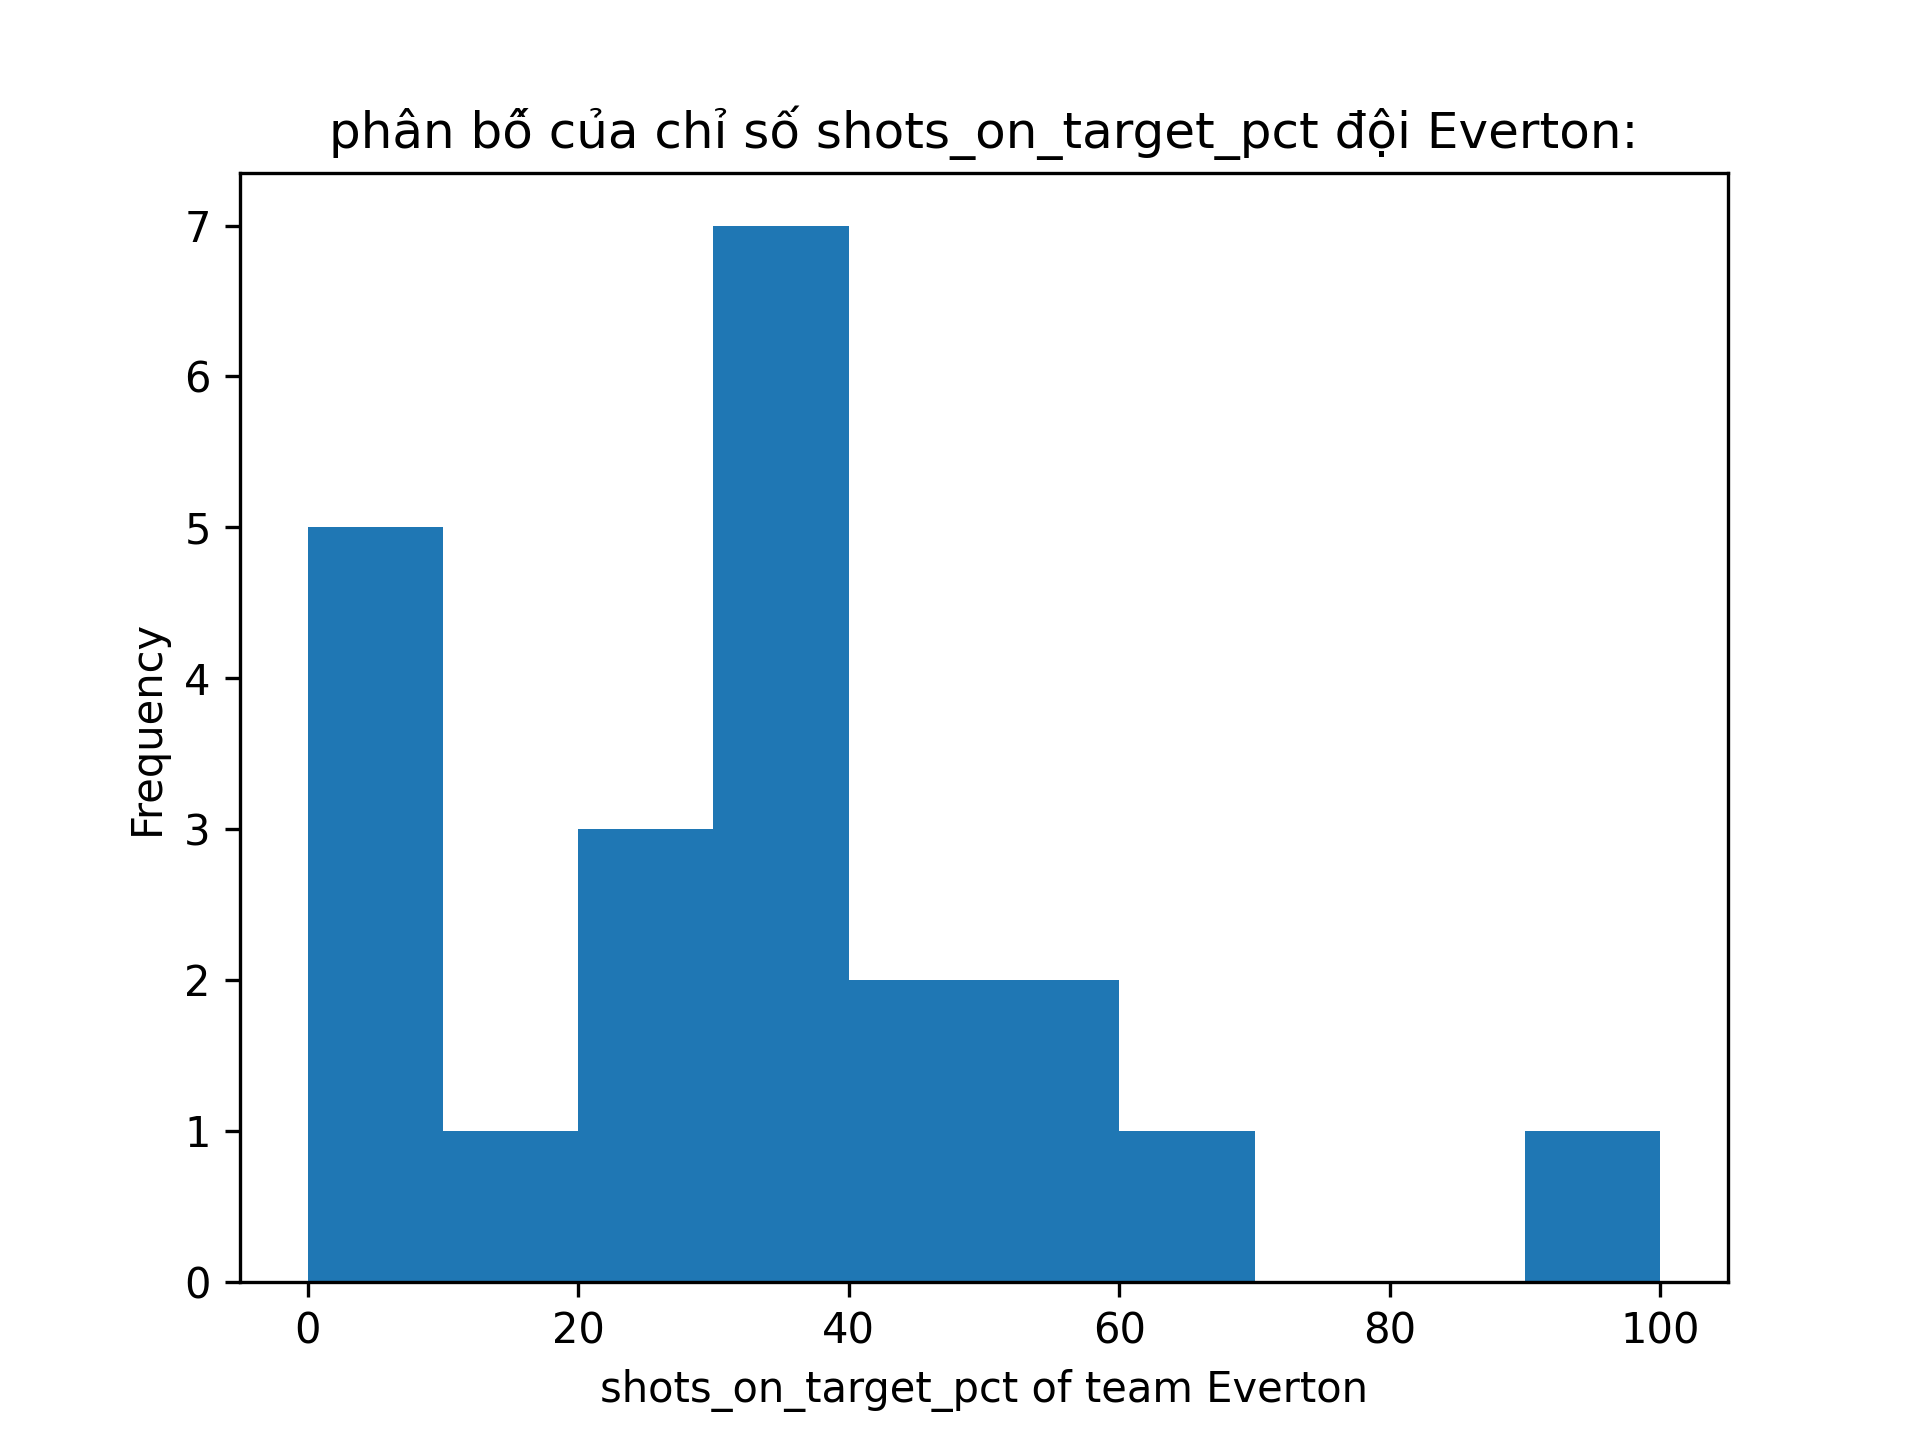 phân bố của chỉ số shots_on_target_pct đội Everton:
7
6
5
4
3
2
1
0
Frequency
0 20 40 60 80 100
shots_on_target_pct of team Everton